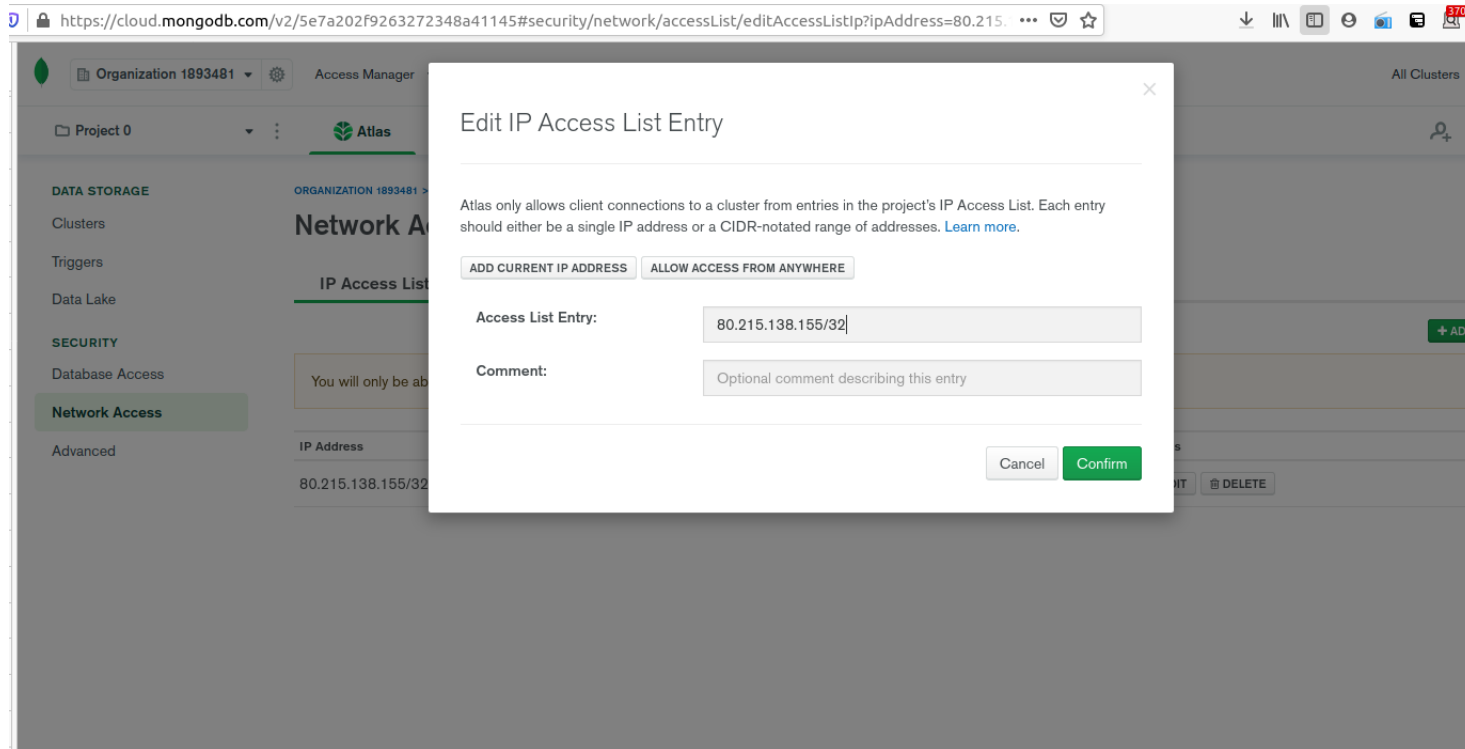 https://cloud.mongodb.com/v2/5e7a202f9263272348a41145#security/network/accessList/editAccessListIp?ipAddress=80.215.
370
Organization 1893481
Access Manager
All Clusters
Project 0
Atlas
DATA STORAGE
Clusters
Triggers
Data Lake
SECURITY
Database Access
Network Access
Advanced
ORGANIZATION 1893481 >
Network A
IP Access List
+ AD
You will only be ab
IP Address
s
80.215.138.155/32
IT
DELETE
Edit IP Access List Entry
Atlas only allows client connections to a cluster from entries in the project's IP Access List. Each entry
should either be a single IP address or a CIDR-notated range of addresses. Learn more.
ADD CURRENT IP ADDRESS
ALLOW ACCESS FROM ANYWHERE
Access List Entry:
80.215.138.155/32
Comment:
Optional comment describing this entry
Cancel
Confirm